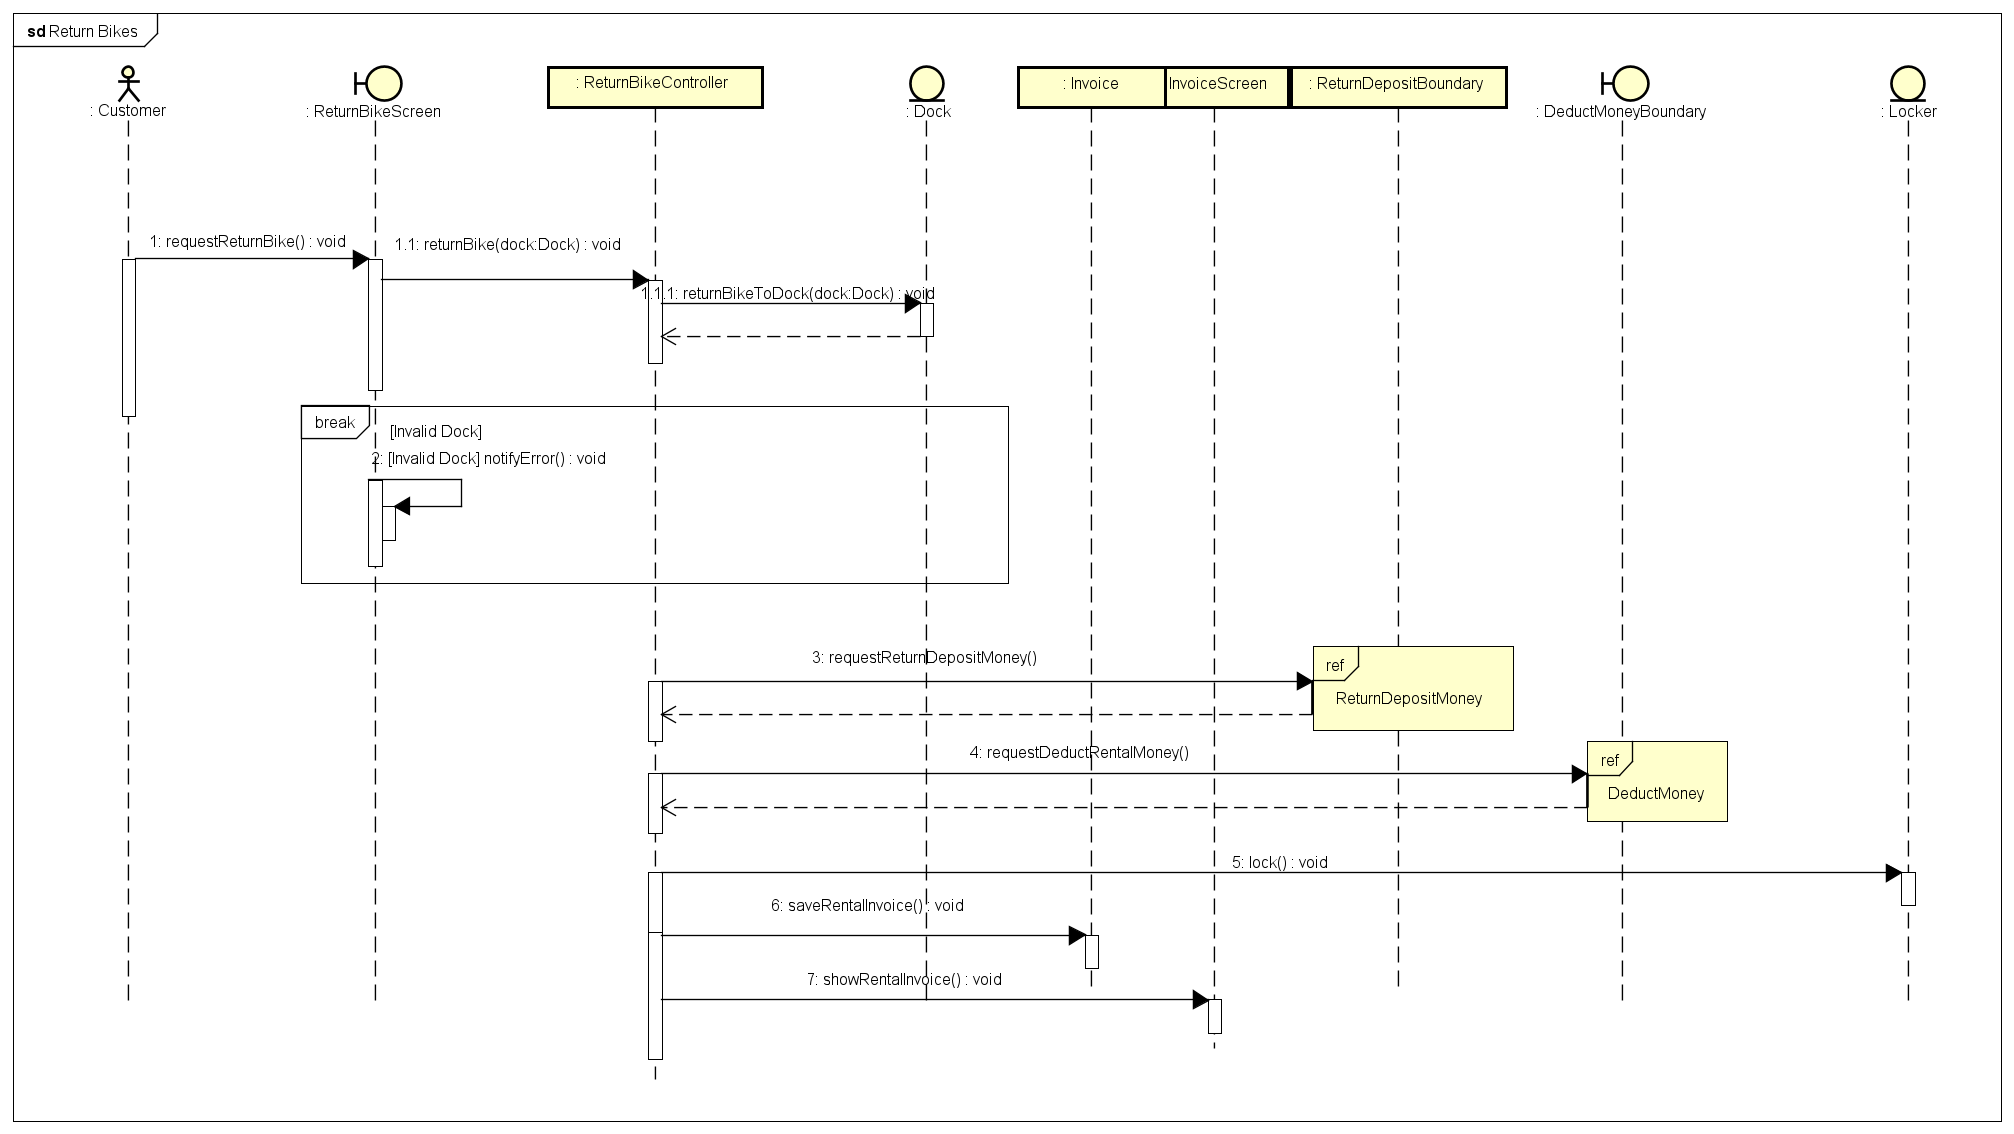 sd Return Bikes
: Customer
: ReturnBikeScreen
: ReturnBikeController
: Dock
: Invoice
InvoiceScreen
: ReturnDepositBoundary
: DeductMoneyBoundary
: Locker
1: requestReturnBike() : void
1.1: returnBike(dock:Dock) : void
1.1.1: returnBikeToDock(dock:Dock) : void
break
[Invalid Dock]
2: [Invalid Dock] notifyError() : void
3: requestReturnDepositMoney()
ref
ReturnDepositMoney
4: requestDeductRentalMoney()
ref
DeductMoney
5: lock() : void
6: saveRentalInvoice() : void
7: showRentalInvoice() : void